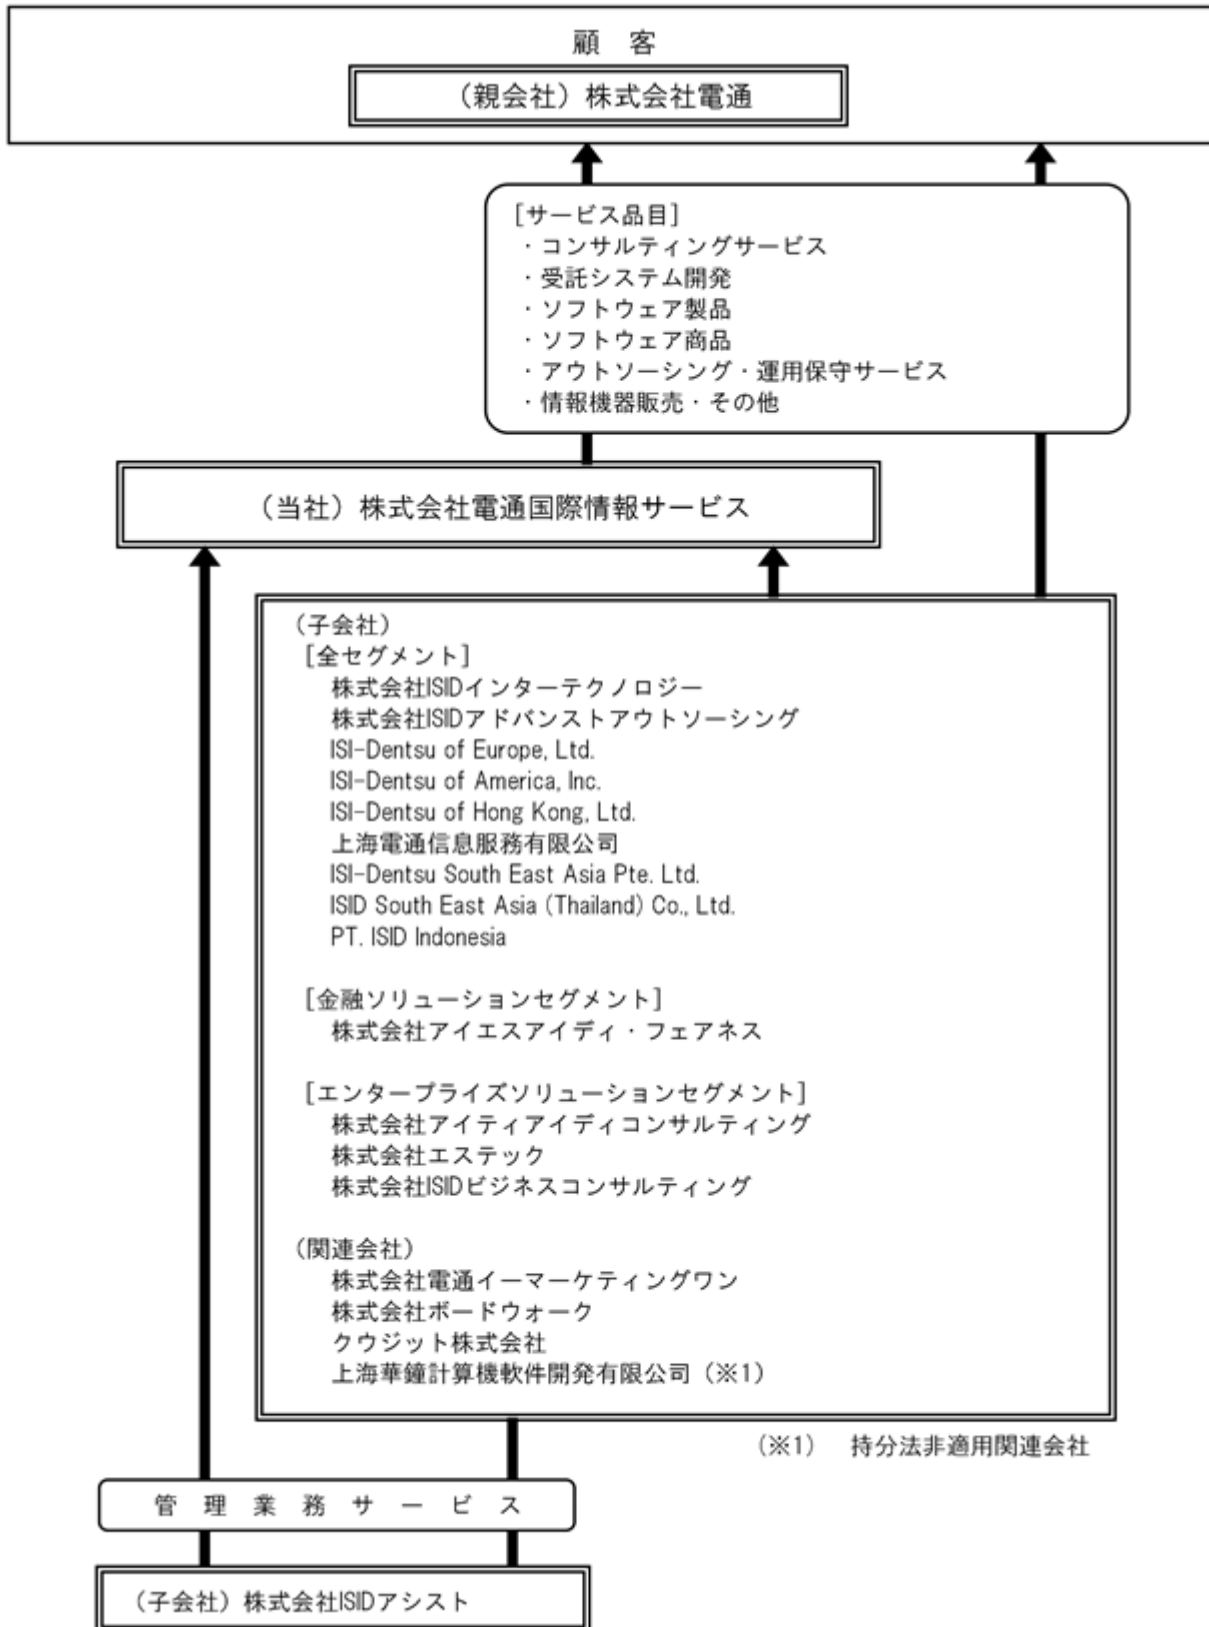 顧　客
（親会社）株式会社電通
［サービス品目］
・コンサルティングサービス
・受託システム開発
・ソフトウェア製品
・ソフトウェア商品
・アウトソーシング・運用保守サービス
・情報機器販売・その他
（当社）株式会社電通国際情報サービス
（子会社）
［全セグメント］
株式会社ISIDインターテクノロジー
株式会社ISIDアドバンストアウトソーシング
ISI-Dentsu of Europe, Ltd.
ISI-Dentsu of America, Inc.
ISI-Dentsu of Hong Kong, Ltd.
上海電通信息服務有限公司
ISI-Dentsu South East Asia Pte. Ltd.
ISID South East Asia (Thailand) Co., Ltd.
PT. ISID Indonesia
［金融ソリューションセグメント］
株式会社アイエスアイディ・フェアネス
［エンタープライズソリューションセグメント］
株式会社アイティアイディコンサルティング
株式会社エステック
株式会社ISIDビジネスコンサルティング
（関連会社）
株式会社電通イーマーケティングワン
株式会社ボードウォーク
クウジット株式会社
上海華鐘計算機軟件開発有限公司（※1）
（※1）　持分法非適用関連会社
管　理　業　務　サ　ー　ビ　ス
（子会社）株式会社ISIDアシスト